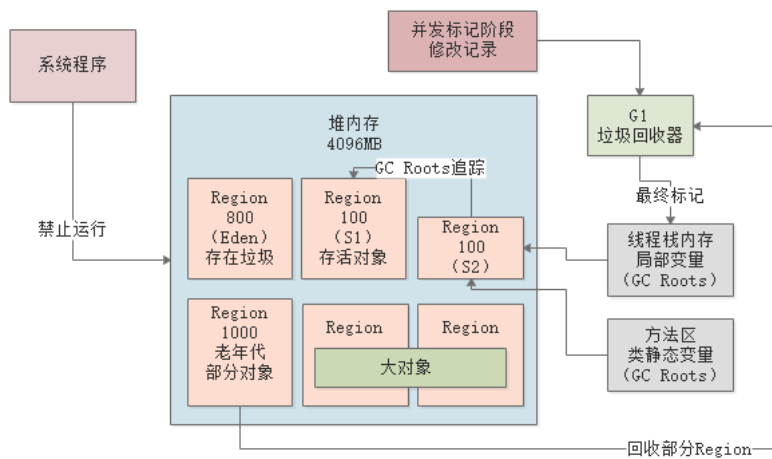 并发标记阶段
修改记录
系统程序
G1
垃圾回收器
堆内存
4096MB
GC Roots追踪
最终标记
Region
800
（Eden）
存在垃圾
Region
100
（S1）
存活对象
Region
100
（S2）
禁止运行
线程栈内存
局部变量
（GC Roots）
Region
1000
老年代
部分对象
Region
Region
大对象
方法区
类静态变量
（GC Roots）
回收部分Region